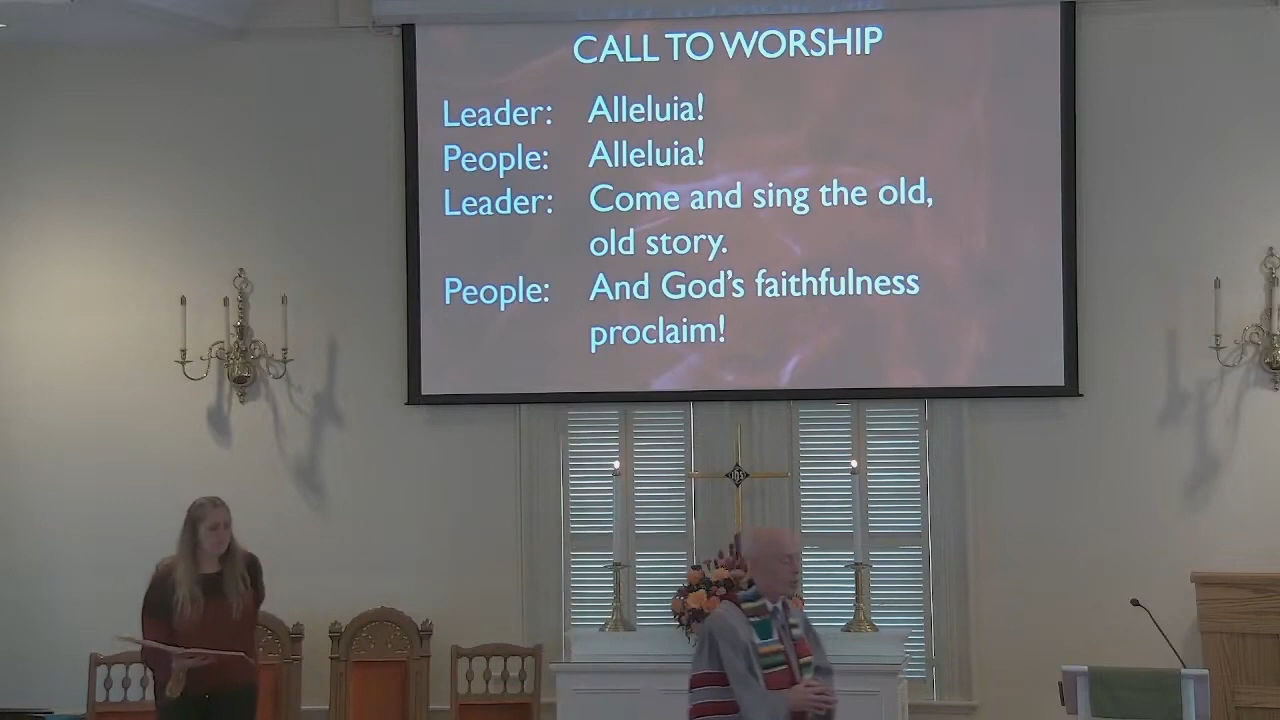 CALL TO WORSHIP
Leader: Alleluia!
People: Alleluia!
Leader: Come and sing the old,
old story.
People: And God's faithfulness
proclaim!
IHS